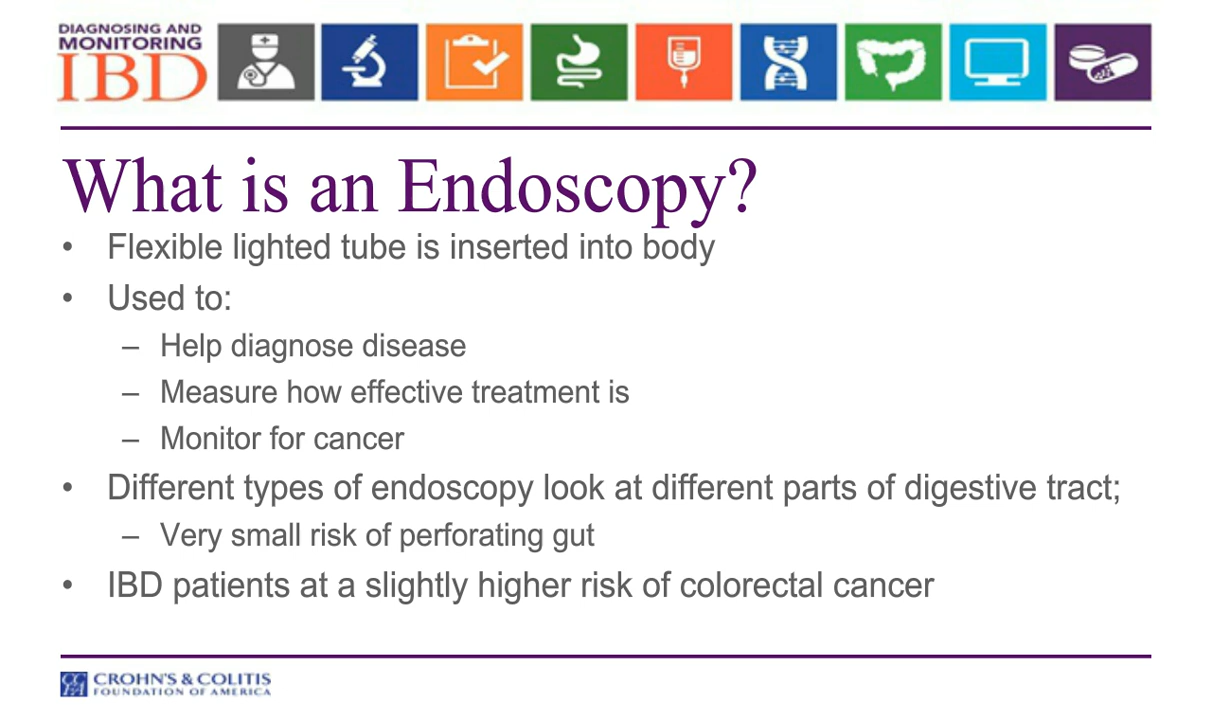 DIAGNOSING AND
MONITORING
IBD
What is an Endoscopy?
• Flexible lighted tube is inserted into body
• Used to:
– Help diagnose disease
– Measure how effective treatment is
– Monitor for cancer
• Different types of endoscopy look at different parts of digestive tract;
– Very small risk of perforating gut
• IBD patients at a slightly higher risk of colorectal cancer
CROHN'S & COLITIS
FOUNDATION OF AMERICA